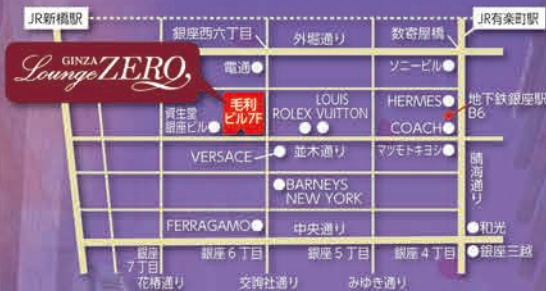 JR新橋駅
銀座西六丁目
外堀通り
数寄屋橋
JR有楽町駅
電通
ソニービル
GINZA
Lounge ZERO
資生堂
銀座ビル
毛利
ビル7F
ROLEX
LOUIS
VUITTON
HERMES
地下鉄銀座駅
B6
COACH
VERSACE
並木通り
マツモトキヨシ
晴海通り
BARNEYS
NEW YORK
FERRAGAMO
中央通り
和光
銀座三越
銀座
7丁目
銀座6丁目
銀座5丁目
銀座4丁目
花椿通り
交詢社通り
みゆき通り